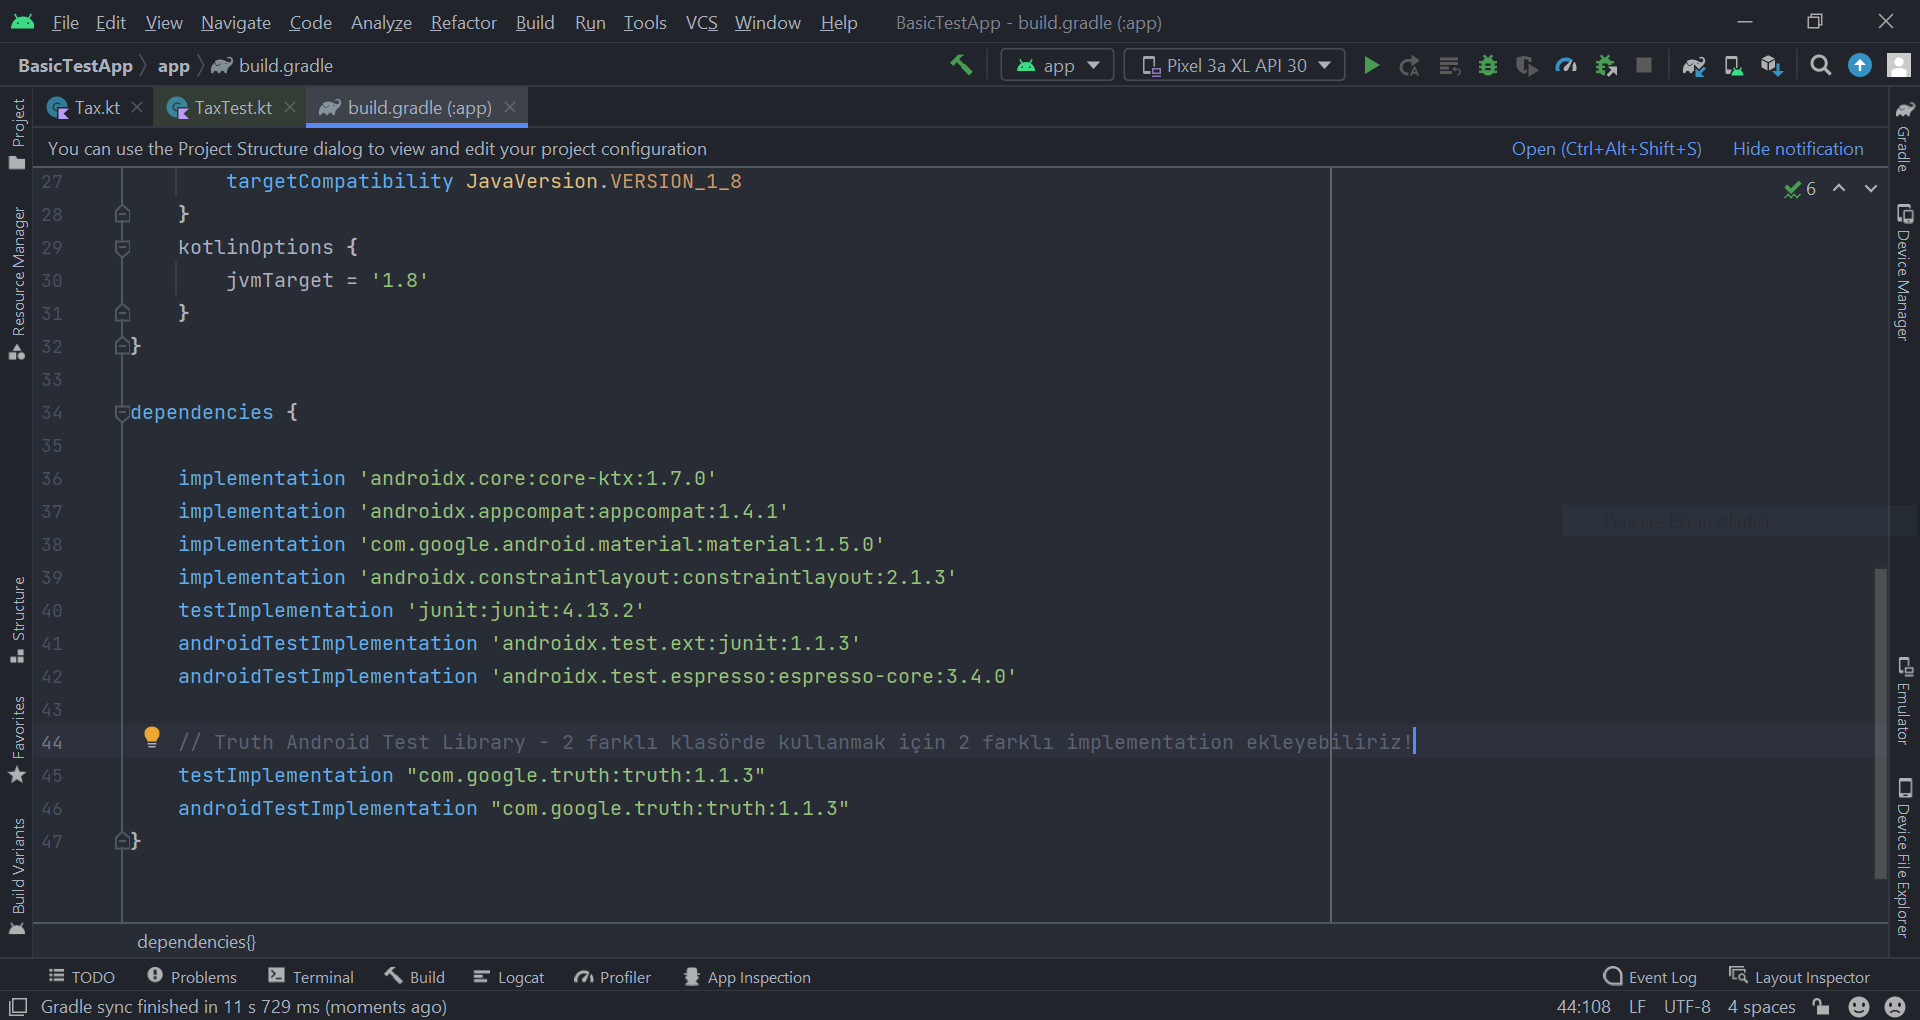 File Edit View Navigate Code Analyze Refactor Build Run Tools VCS Window Help BasicTestApp - build.gradle (:app)
BasicTestApp app build.gradle app Pixel 3a XL API 30
Tax.kt TaxTest.kt build.gradle (:app)
You can use the Project Structure dialog to view and edit your project configuration Open (Ctrl+Alt+Shift+S) Hide notification
27 targetCompatibility JavaVersion.VERSION_1_8
6
28 }
29 kotlinOptions {
30 jvmTarget = '1.8'
31 }
32 }
33
34 dependencies {
35
36 implementation 'androidx.core:core-ktx:1.7.0'
37 implementation 'androidx.appcompat:appcompat:1.4.1'
Pencere Ekran Alıntısı
38 implementation 'com.google.android.material:material:1.5.0'
39 implementation 'androidx.constraintlayout:constraintlayout:2.1.3'
40 testImplementation 'junit:junit:4.13.2'
41 androidTestImplementation 'androidx.test.ext:junit:1.1.3'
42 androidTestImplementation 'androidx.test.espresso:espresso-core:3.4.0'
43
44 // Truth Android Test Library - 2 farklı klasörde kullanmak için 2 farklı implementation ekleyebiliriz!
45 testImplementation "com.google.truth:truth:1.1.3"
46 androidTestImplementation "com.google.truth:truth:1.1.3"
47 }
dependencies{}
Project
Resource Manager
Structure
Favorites
Build Variants
Gradle
Device Manager
Emulator
Device File Explorer
TODO Problems Terminal Build Logcat Profiler App Inspection Event Log Layout Inspector
Gradle sync finished in 11 s 729 ms (moments ago) 44:108 LF UTF-8 4 spaces